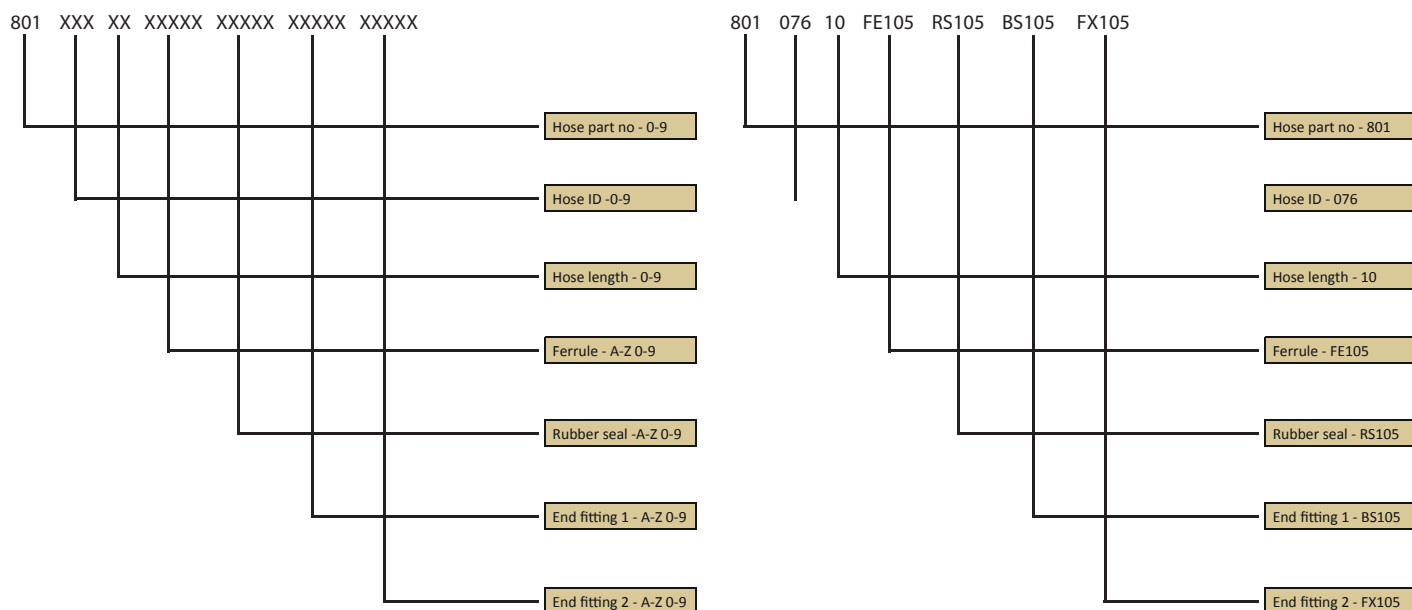 801 XXX XX XXXXX XXXXX XXXXX XXXXX
Hose part no - 0-9
Hose ID -0-9
Hose length - 0-9
Ferrule - A-Z 0-9
Rubber seal -A-Z 0-9
End fitting 1 - A-Z 0-9
End fitting 2 - A-Z 0-9
801 076 10 FE105 RS105 BS105 FX105
Hose part no - 801
Hose ID - 076
Hose length - 10
Ferrule - FE105
Rubber seal - RS105
End fitting 1 - BS105
End fitting 2 - FX105